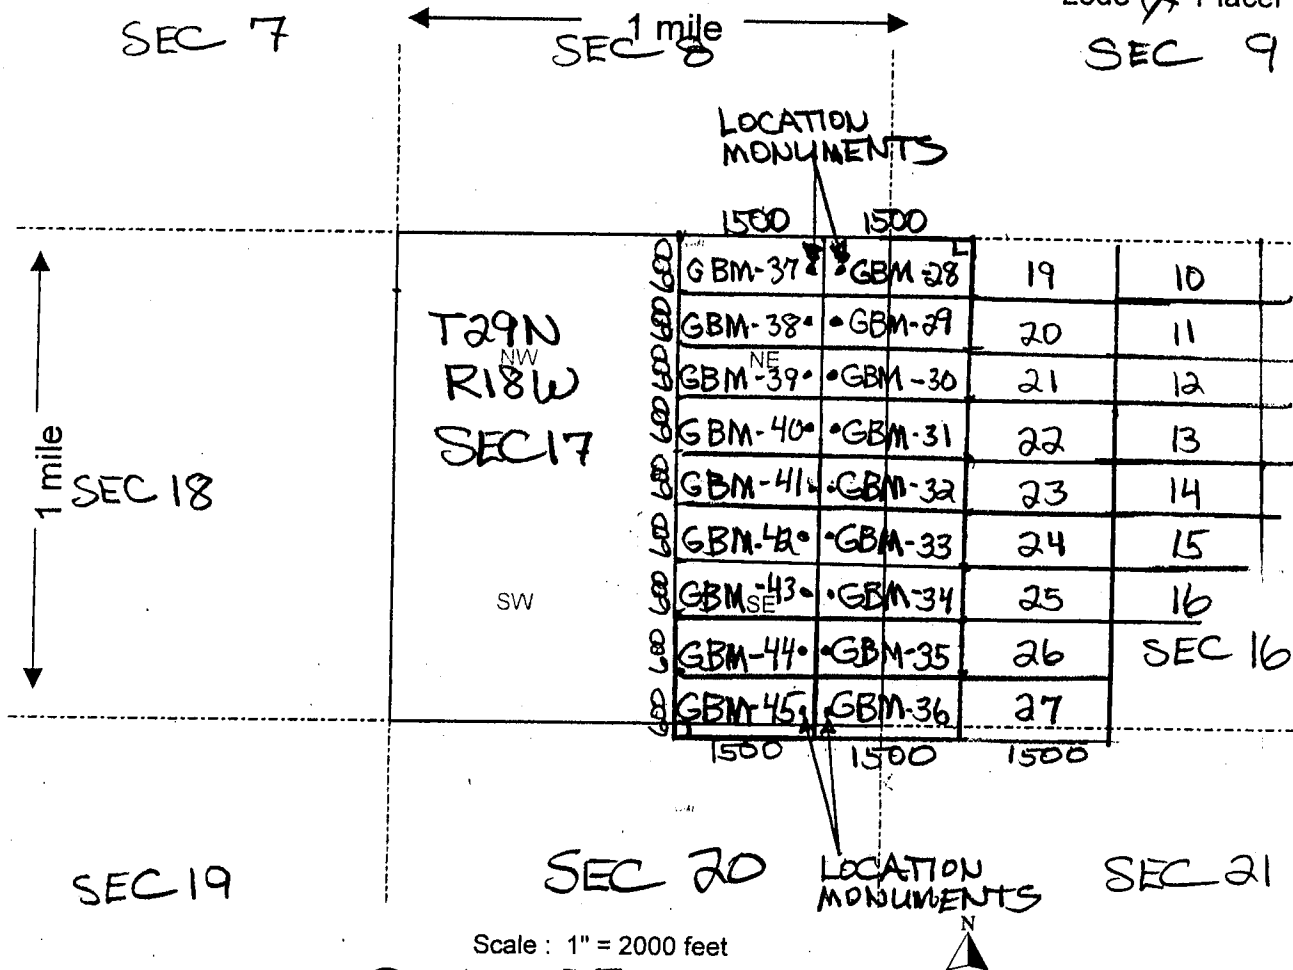 Placer
SEC 7
1 mile
SEC 8
SEC 9
LOCATION
MONUMENTS
1500 1500
600 GBM-37 GBM-28 19 10
600 GBM-38 GBM-29 20 11
T29N
NW
R18W
NE
600 GBM-39 GBM-30 21 12
600 GBM-40 GBM-31 22 13
SEC 17
1 mile
SEC 18
600 GBM-41 GBM-32 23 14
600 GBM-42 GBM-33 24 15
SW
600 GBM-43 GBM-34 25 16
SE
600 GBM-44 GBM-35 26
SEC 16
600 GBM-45 GBM-36 27
1500 1500 1500
SEC 19
SEC 20
LOCATION
MONUMENTS
SEC 21
N
Scale : 1" = 2000 feet